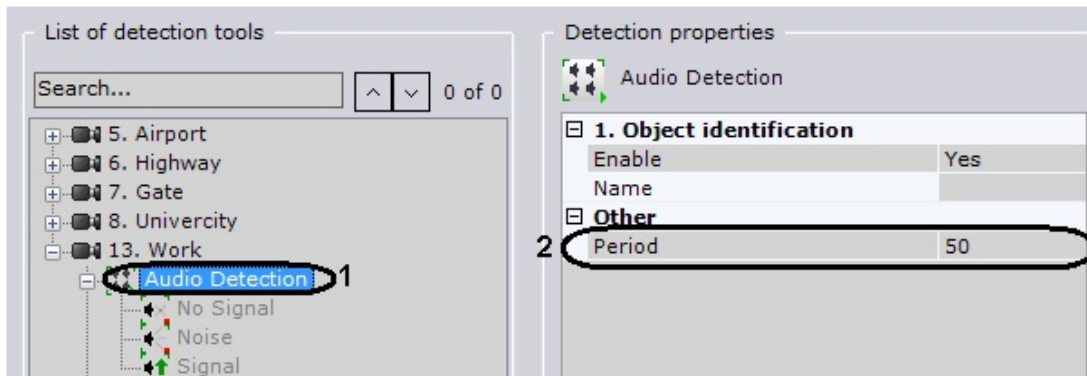 List of detection tools
Search...
0 of 0
5. Airport
6. Highway
7. Gate
8. Univercity
13. Work
Audio Detection 1
No Signal
Noise
Signal
Detection properties
Audio Detection
1. Object identification
Enable Yes
Name
Other
2 Period 50